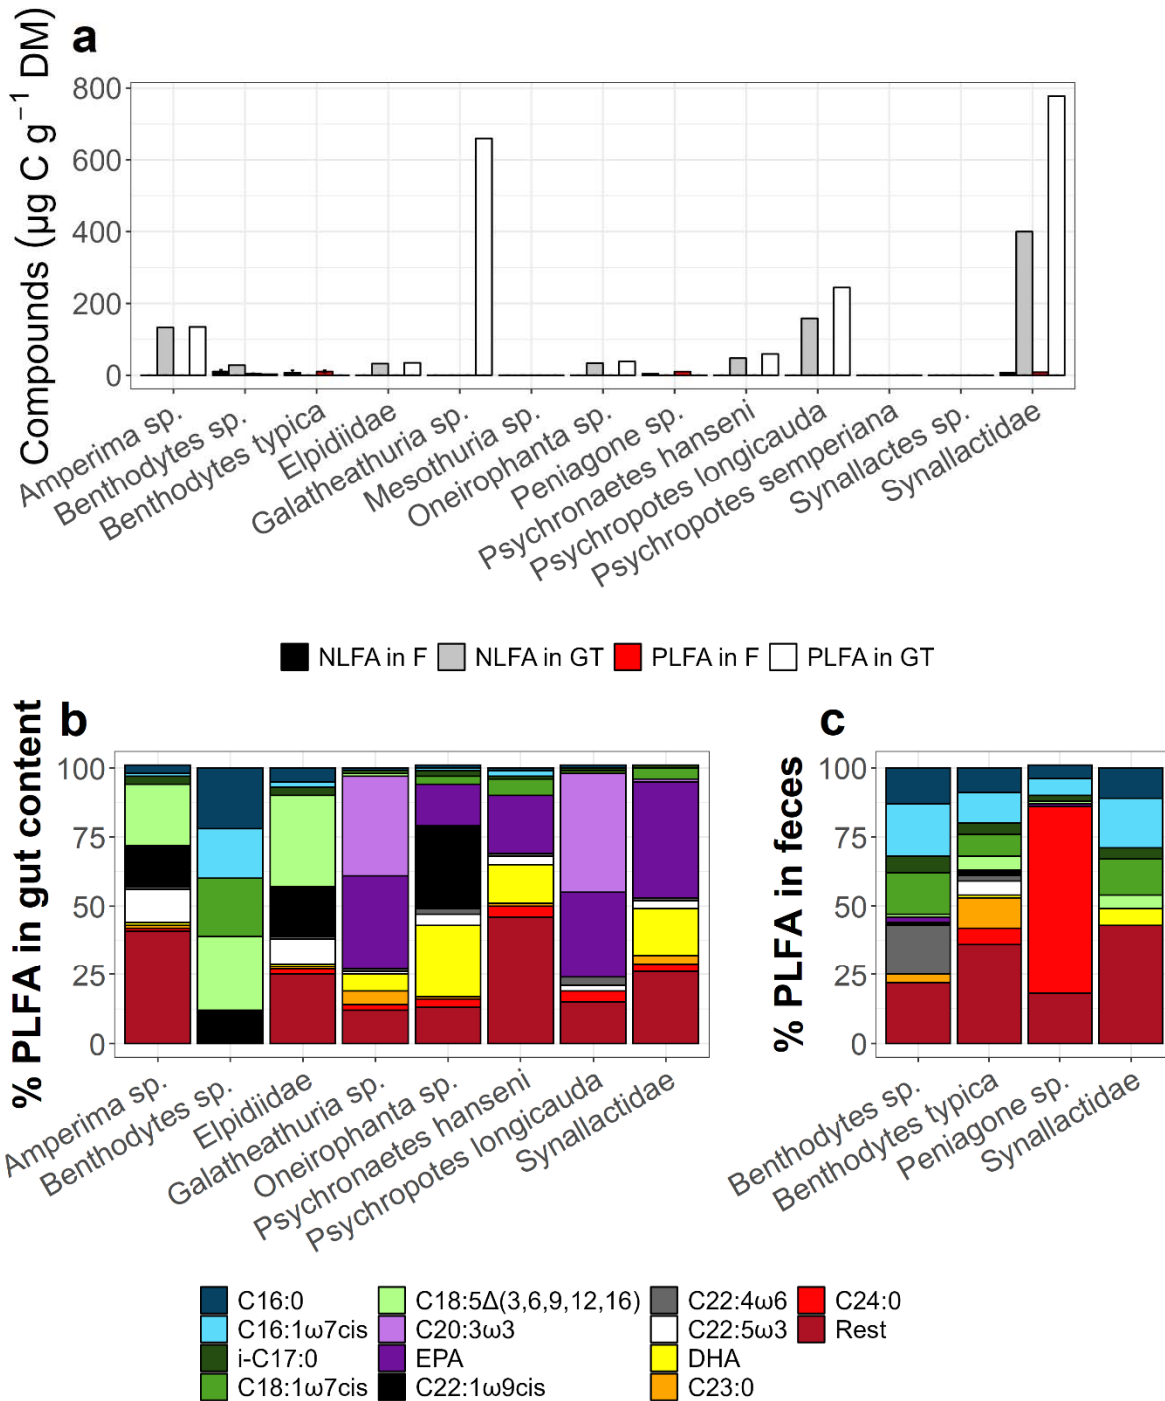 a
Compounds (µg C g⁻¹ DM)
800
600
400
200
0
Amperima sp.
Benthodytes sp.
Benthodytes typica
Elpidiidae
Galatheathuria sp.
Mesothuria sp.
Oneirophanta sp.
Peniagone sp.
Psychronaetes hanseni
Psychropotes longicauda
Psychropotes semperiana
Synallactes sp.
Synallactidae
NLFA in F NLFA in GT PLFA in F PLFA in GT
b
% PLFA in gut content
100
75
50
25
0
Amperima sp.
Benthodytes sp.
Elpidiidae
Galatheathuria sp.
Oneirophanta sp.
Psychronaetes hanseni
Psychropotes longicauda
Synallactidae
c
% PLFA in feces
100
75
50
25
0
Benthodytes sp.
Benthodytes typica
Peniagone sp.
Synallactidae
C16:0 C18:5Δ(3,6,9,12,16) C22:4ω6 C24:0
C16:1ω7cis C20:3ω3 C22:5ω3 Rest
i-C17:0 EPA DHA
C18:1ω7cis C22:1ω9cis C23:0